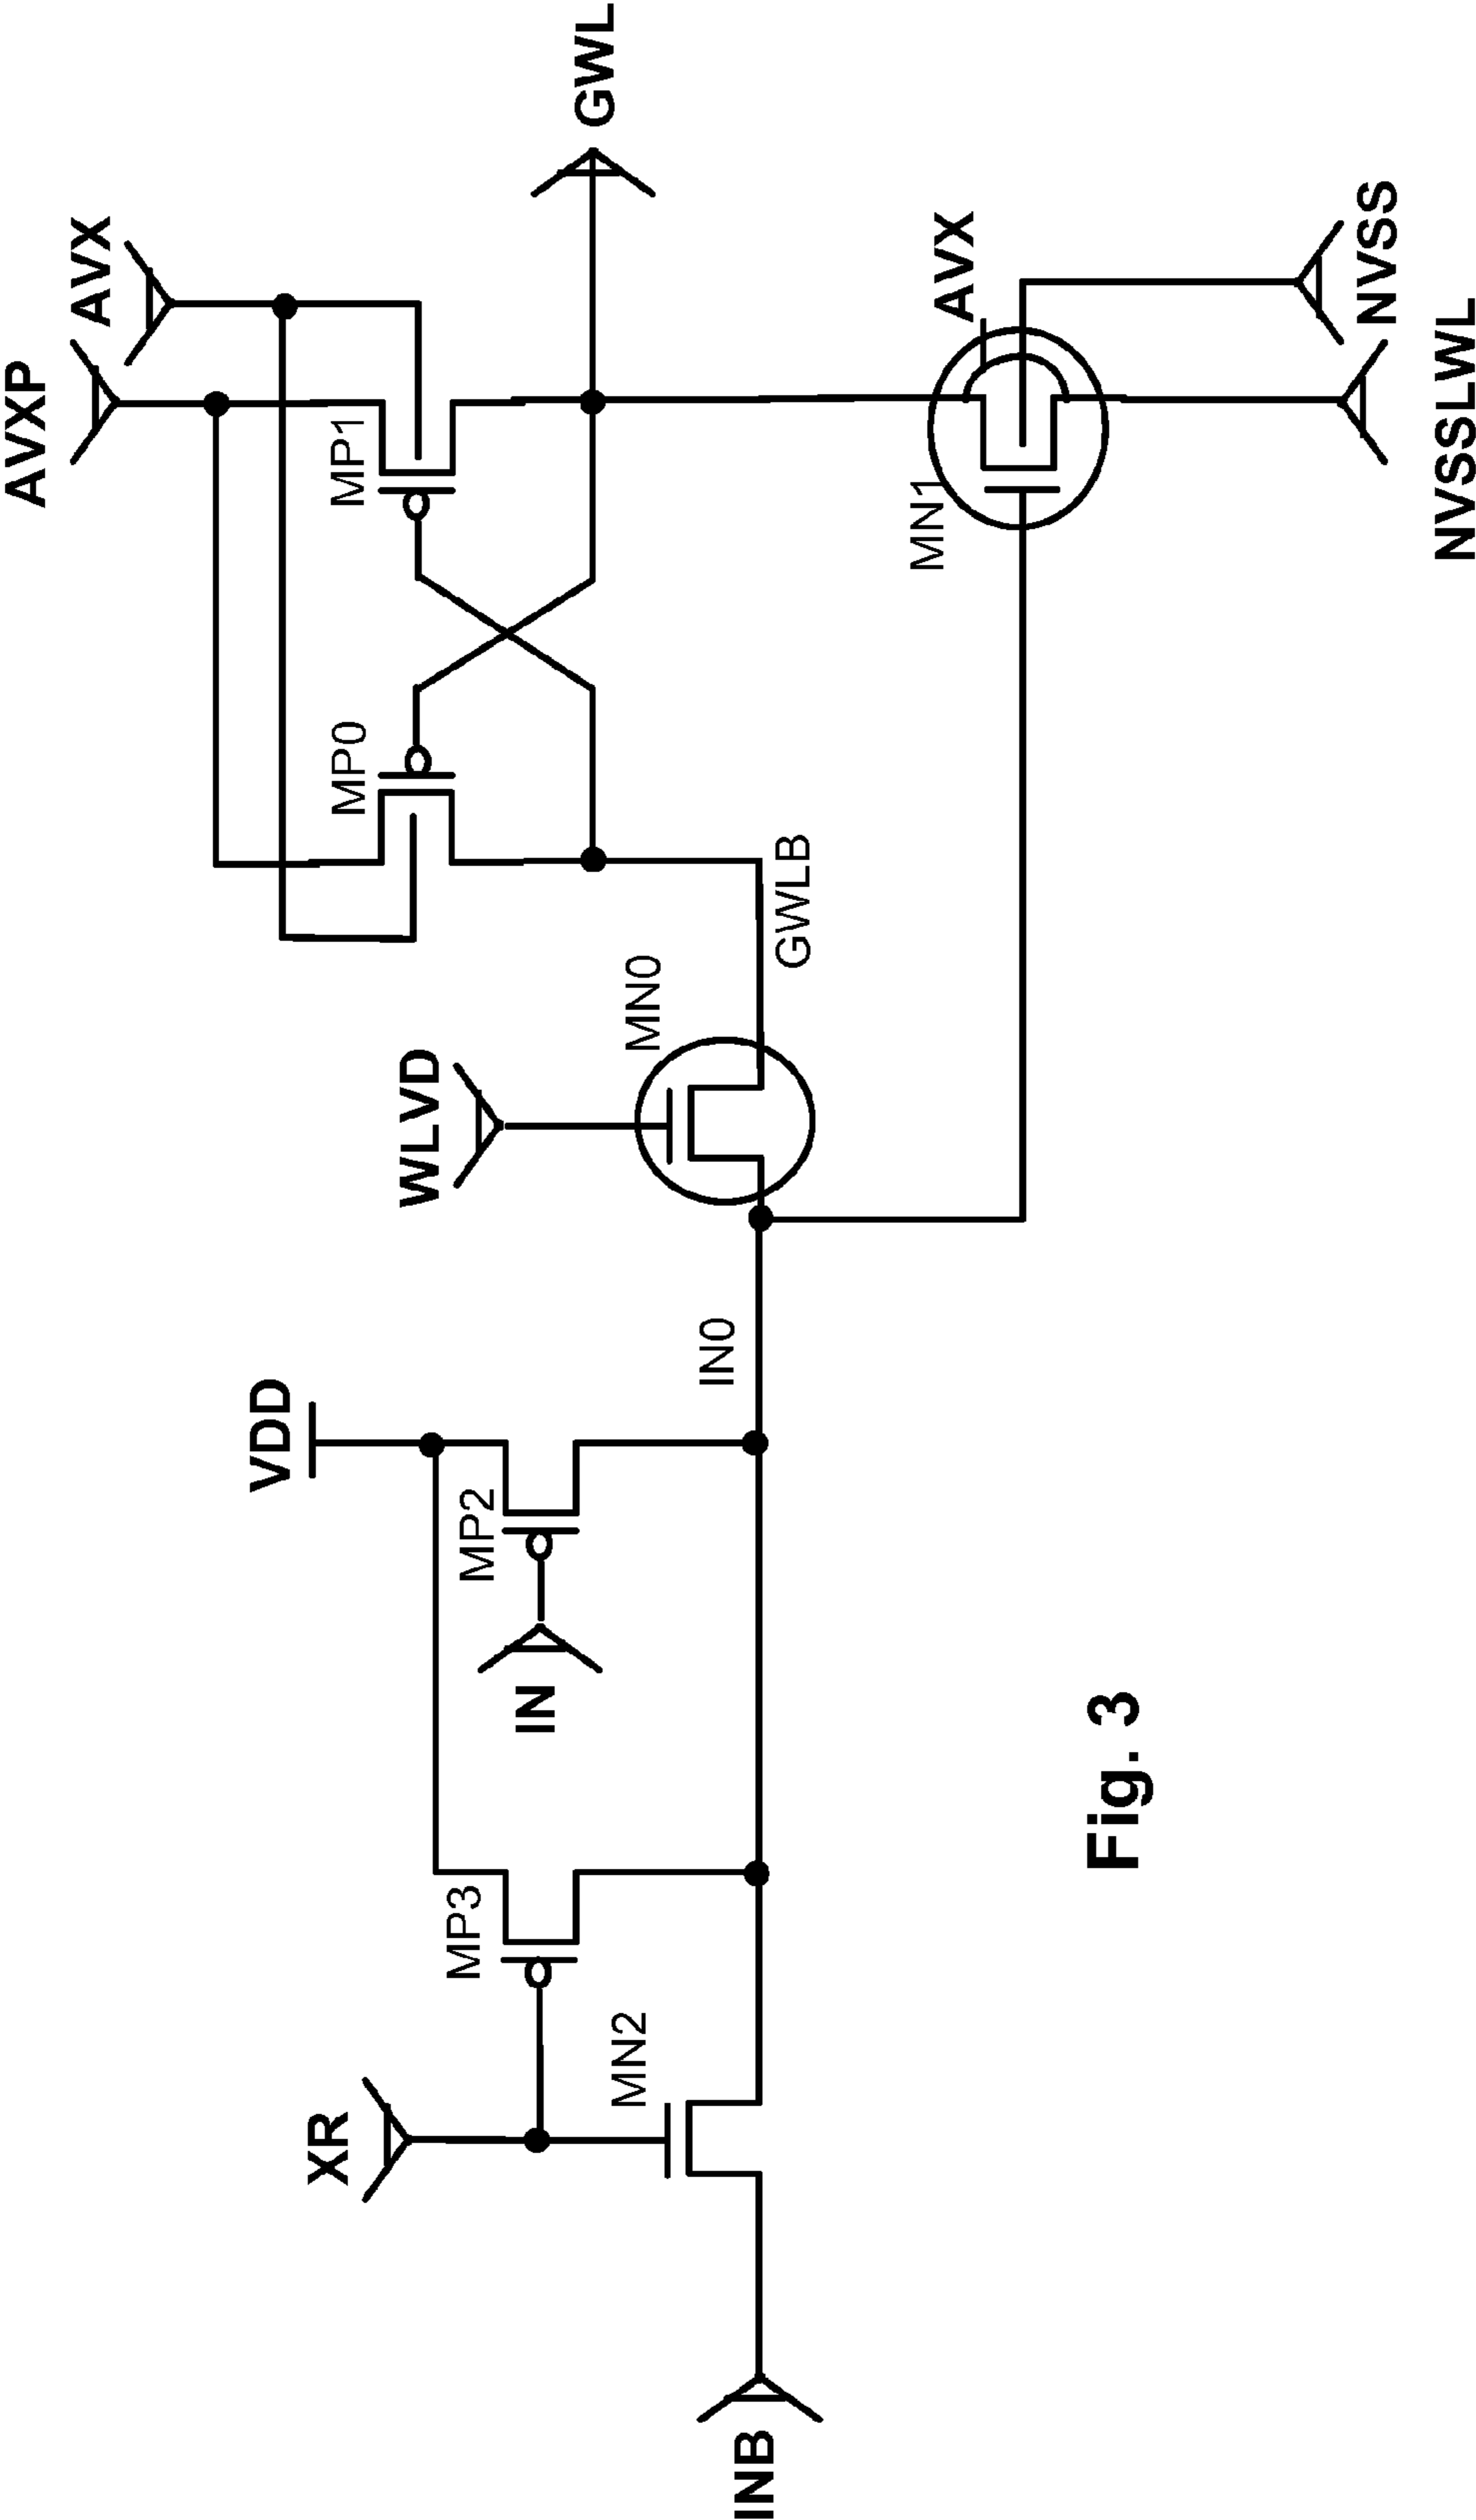 AVXP
AVX
VDD
XR
WLVD
MP0
MP1
MP3
MP2
IN
MN2
MN0
GWL
IN0
INB
GWLB
MN1
AVX
NVSS
NVSSLWL
Fig. 3